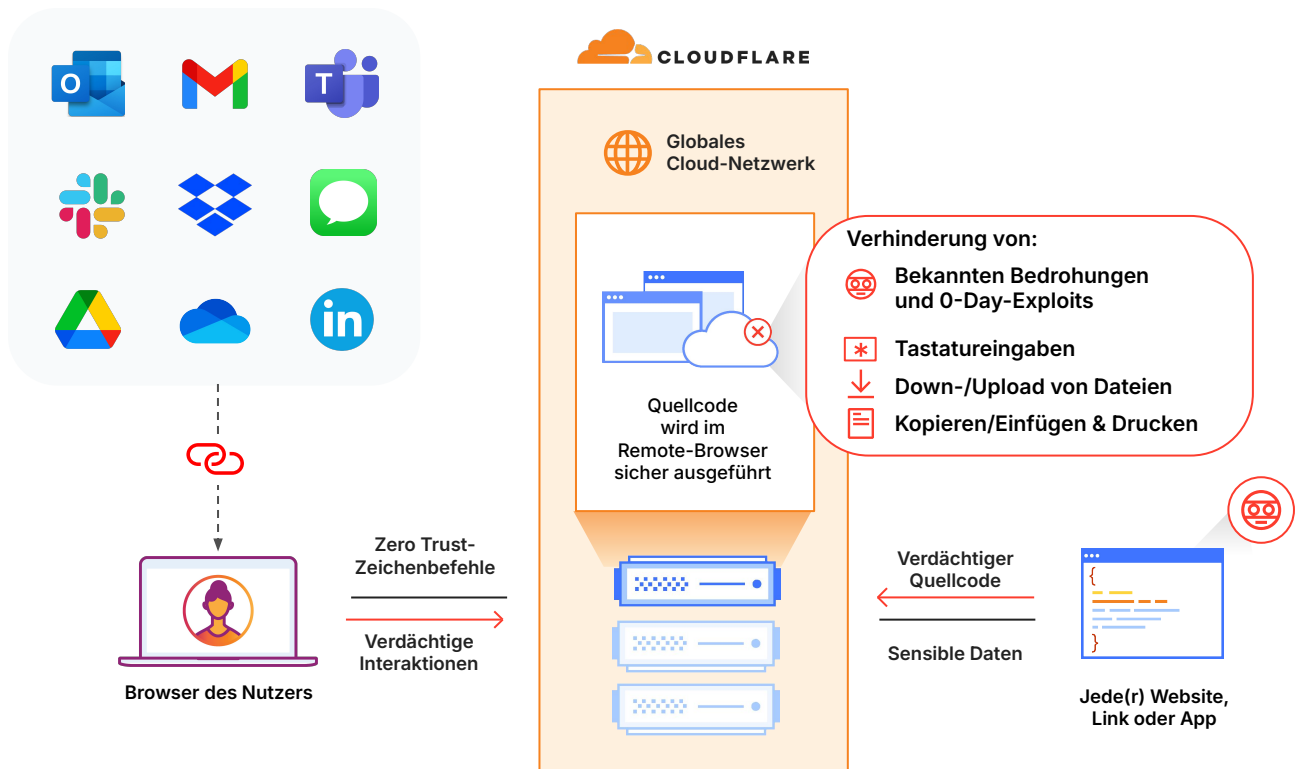 CLOUDFLARE
Globales
Cloud-Netzwerk
O
T
in
Verhinderung von:
Bekannten Bedrohungen
und 0-Day-Exploits
Tastatureingaben
Down-/Upload von Dateien
Kopieren/Einfügen & Drucken
Quellcode
wird im
Remote-Browser
sicher ausgeführt
Zero Trust-
Zeichenbefehle
Verdächtige
Interaktionen
Browser des Nutzers
Verdächtiger
Quellcode
Sensible Daten
{
}
Jede(r) Website,
Link oder App